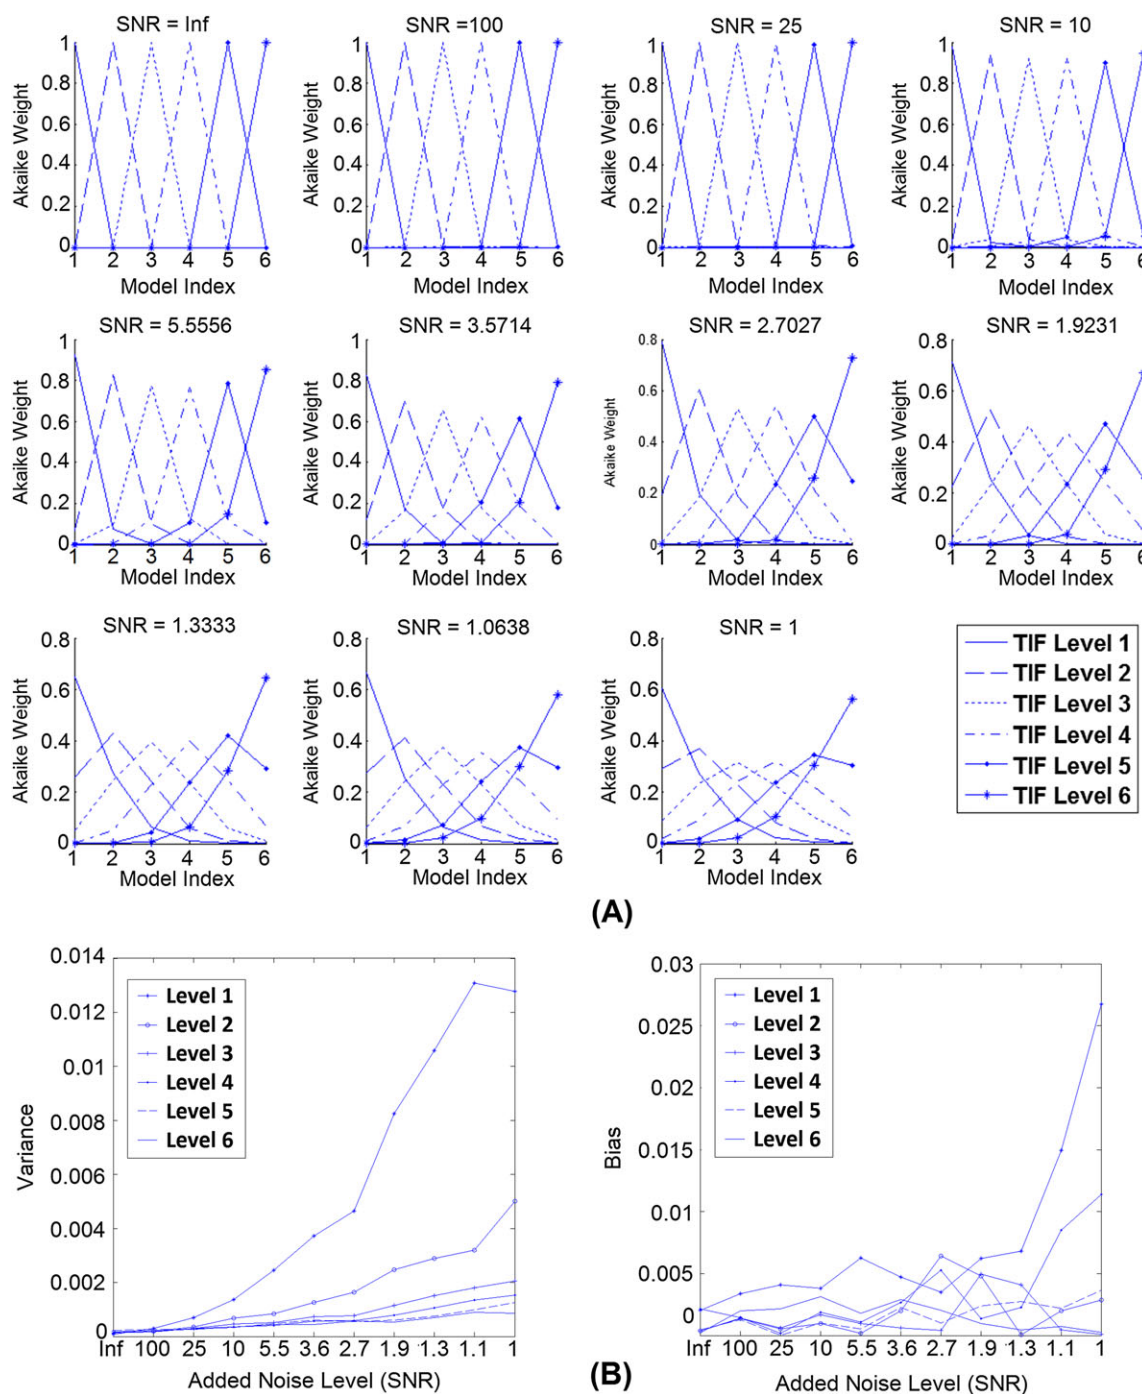 SNR = Inf
SNR =100
SNR = 25
SNR = 10
Akaike Weight
1
0.8
0.6
0.4
0.2
0
1 2 3 4 5 6
Model Index
Akaike Weight
1
0.8
0.6
0.4
0.2
0
1 2 3 4 5 6
Model Index
Akaike Weight
1
0.8
0.6
0.4
0.2
0
1 2 3 4 5 6
Model Index
Akaike Weight
1
0.8
0.6
0.4
0.2
0
1 2 3 4 5 6
Model Index
SNR = 5.5556
SNR = 3.5714
SNR = 2.7027
SNR = 1.9231
Akaike Weight
1
0.8
0.6
0.4
0.2
0
1 2 3 4 5 6
Model Index
Akaike Weight
1
0.8
0.6
0.4
0.2
0
1 2 3 4 5 6
Model Index
Akaike Weight
0.8
0.6
0.4
0.2
0
1 2 3 4 5 6
Model Index
Akaike Weight
0.8
0.6
0.4
0.2
0
1 2 3 4 5 6
Model Index
SNR = 1.3333
SNR = 1.0638
SNR = 1
Akaike Weight
0.8
0.6
0.4
0.2
0
1 2 3 4 5 6
Model Index
Akaike Weight
0.8
0.6
0.4
0.2
0
1 2 3 4 5 6
Model Index
Akaike Weight
0.8
0.6
0.4
0.2
0
1 2 3 4 5 6
Model Index
TIF Level 1
TIF Level 2
TIF Level 3
TIF Level 4
TIF Level 5
TIF Level 6
(A)
Variance
0.014
0.012
0.01
0.008
0.006
0.004
0.002
0
Level 1
Level 2
Level 3
Level 4
Level 5
Level 6
Inf 100 25 10 5.5 3.6 2.7 1.9 1.3 1.1 1
Added Noise Level (SNR)
Bias
0.03
0.025
0.02
0.015
0.01
0.005
0
Level 1
Level 2
Level 3
Level 4
Level 5
Level 6
Inf 100 25 10 5.5 3.6 2.7 1.9 1.3 1.1 1
Added Noise Level (SNR)
(B)